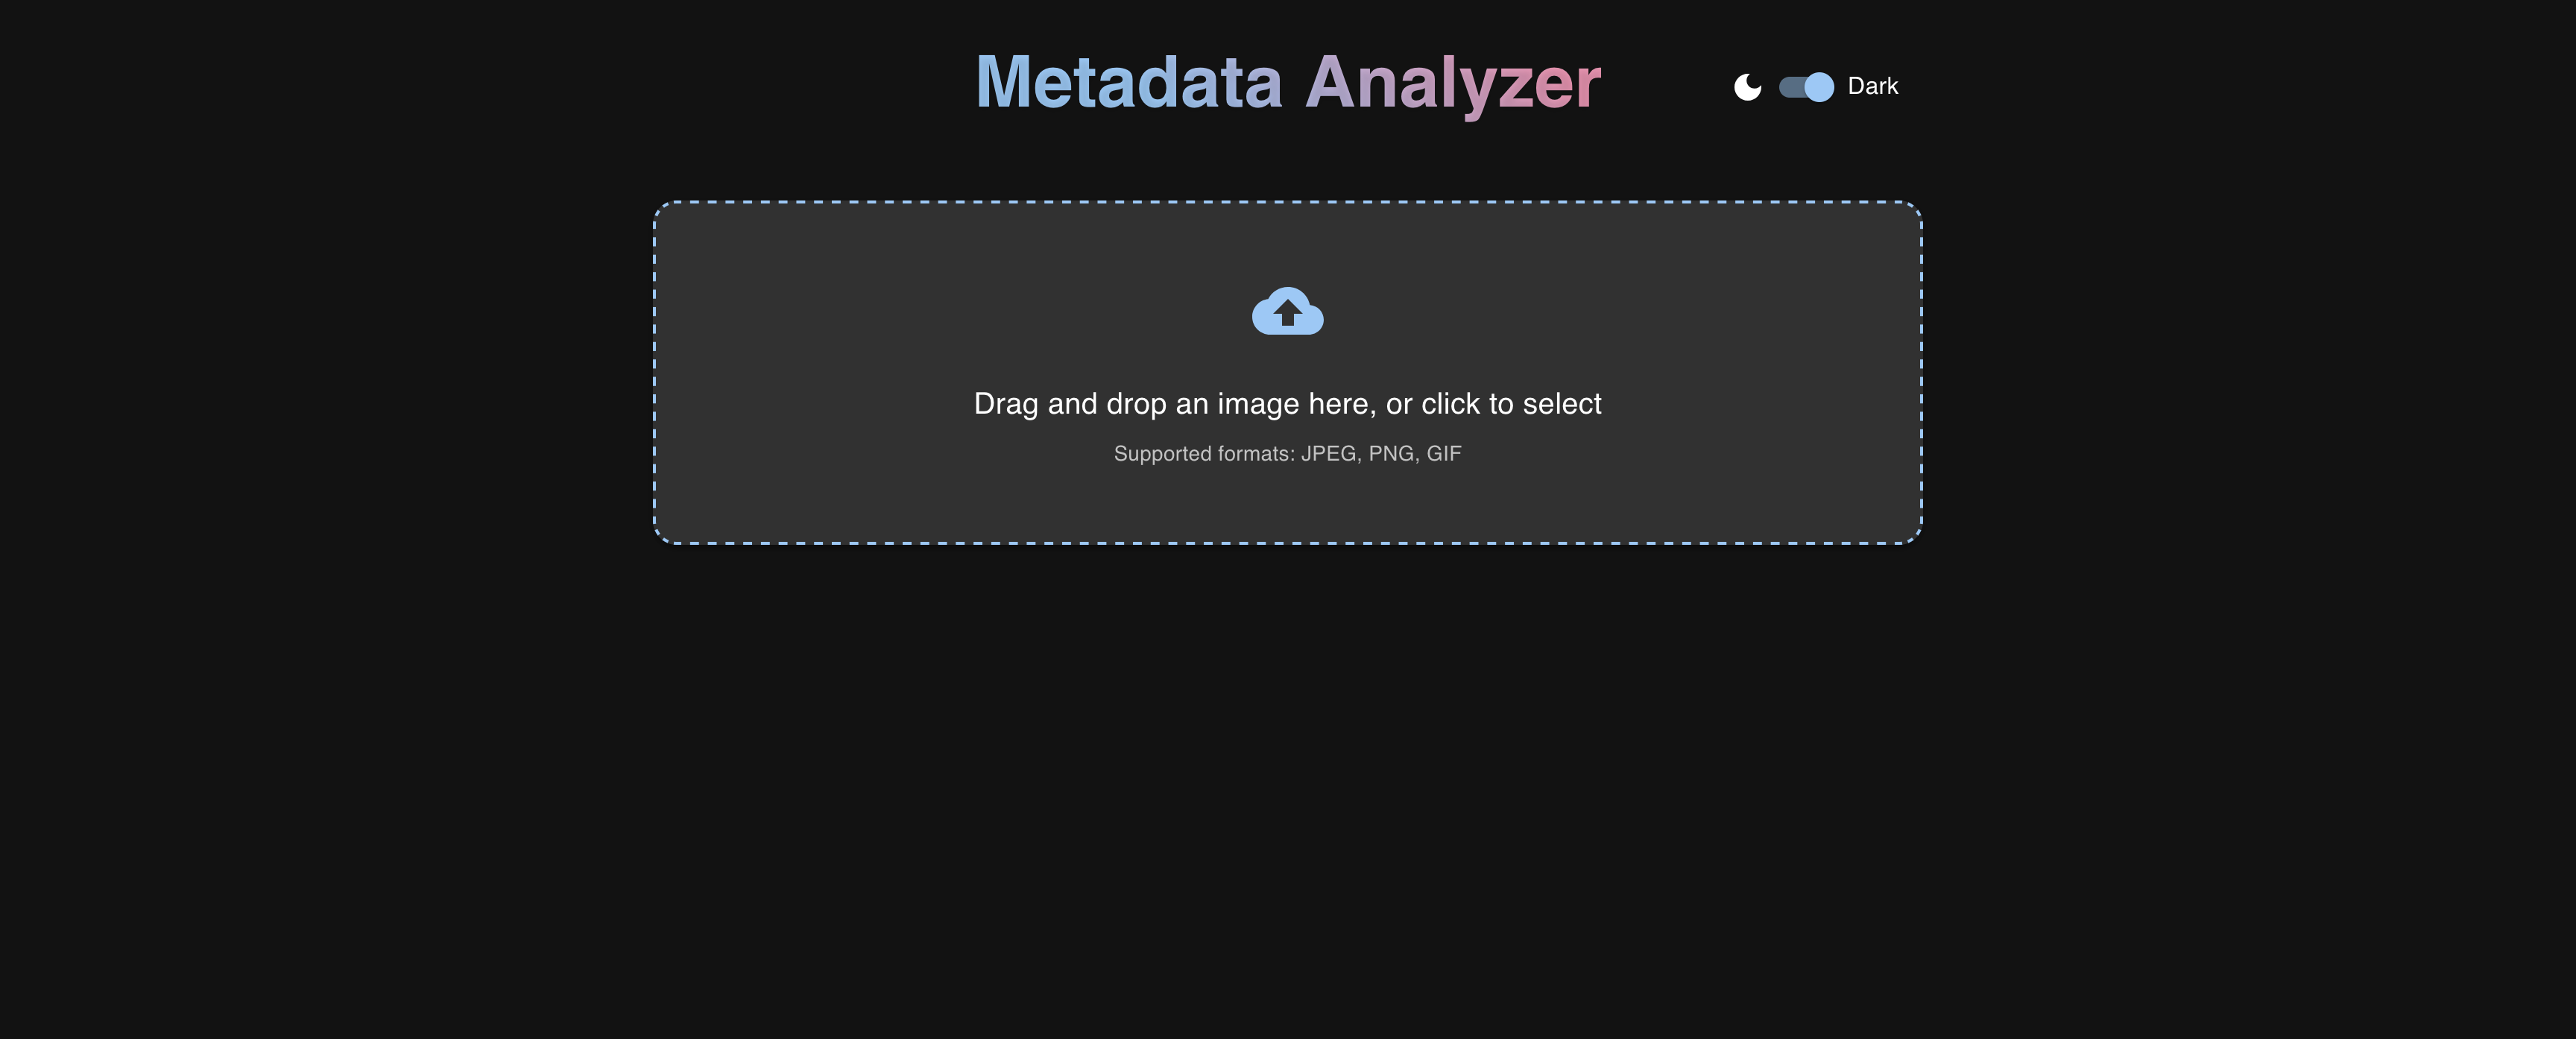 Metadata Analyzer
Dark
Drag and drop an image here, or click to select
Supported formats: JPEG, PNG, GIF